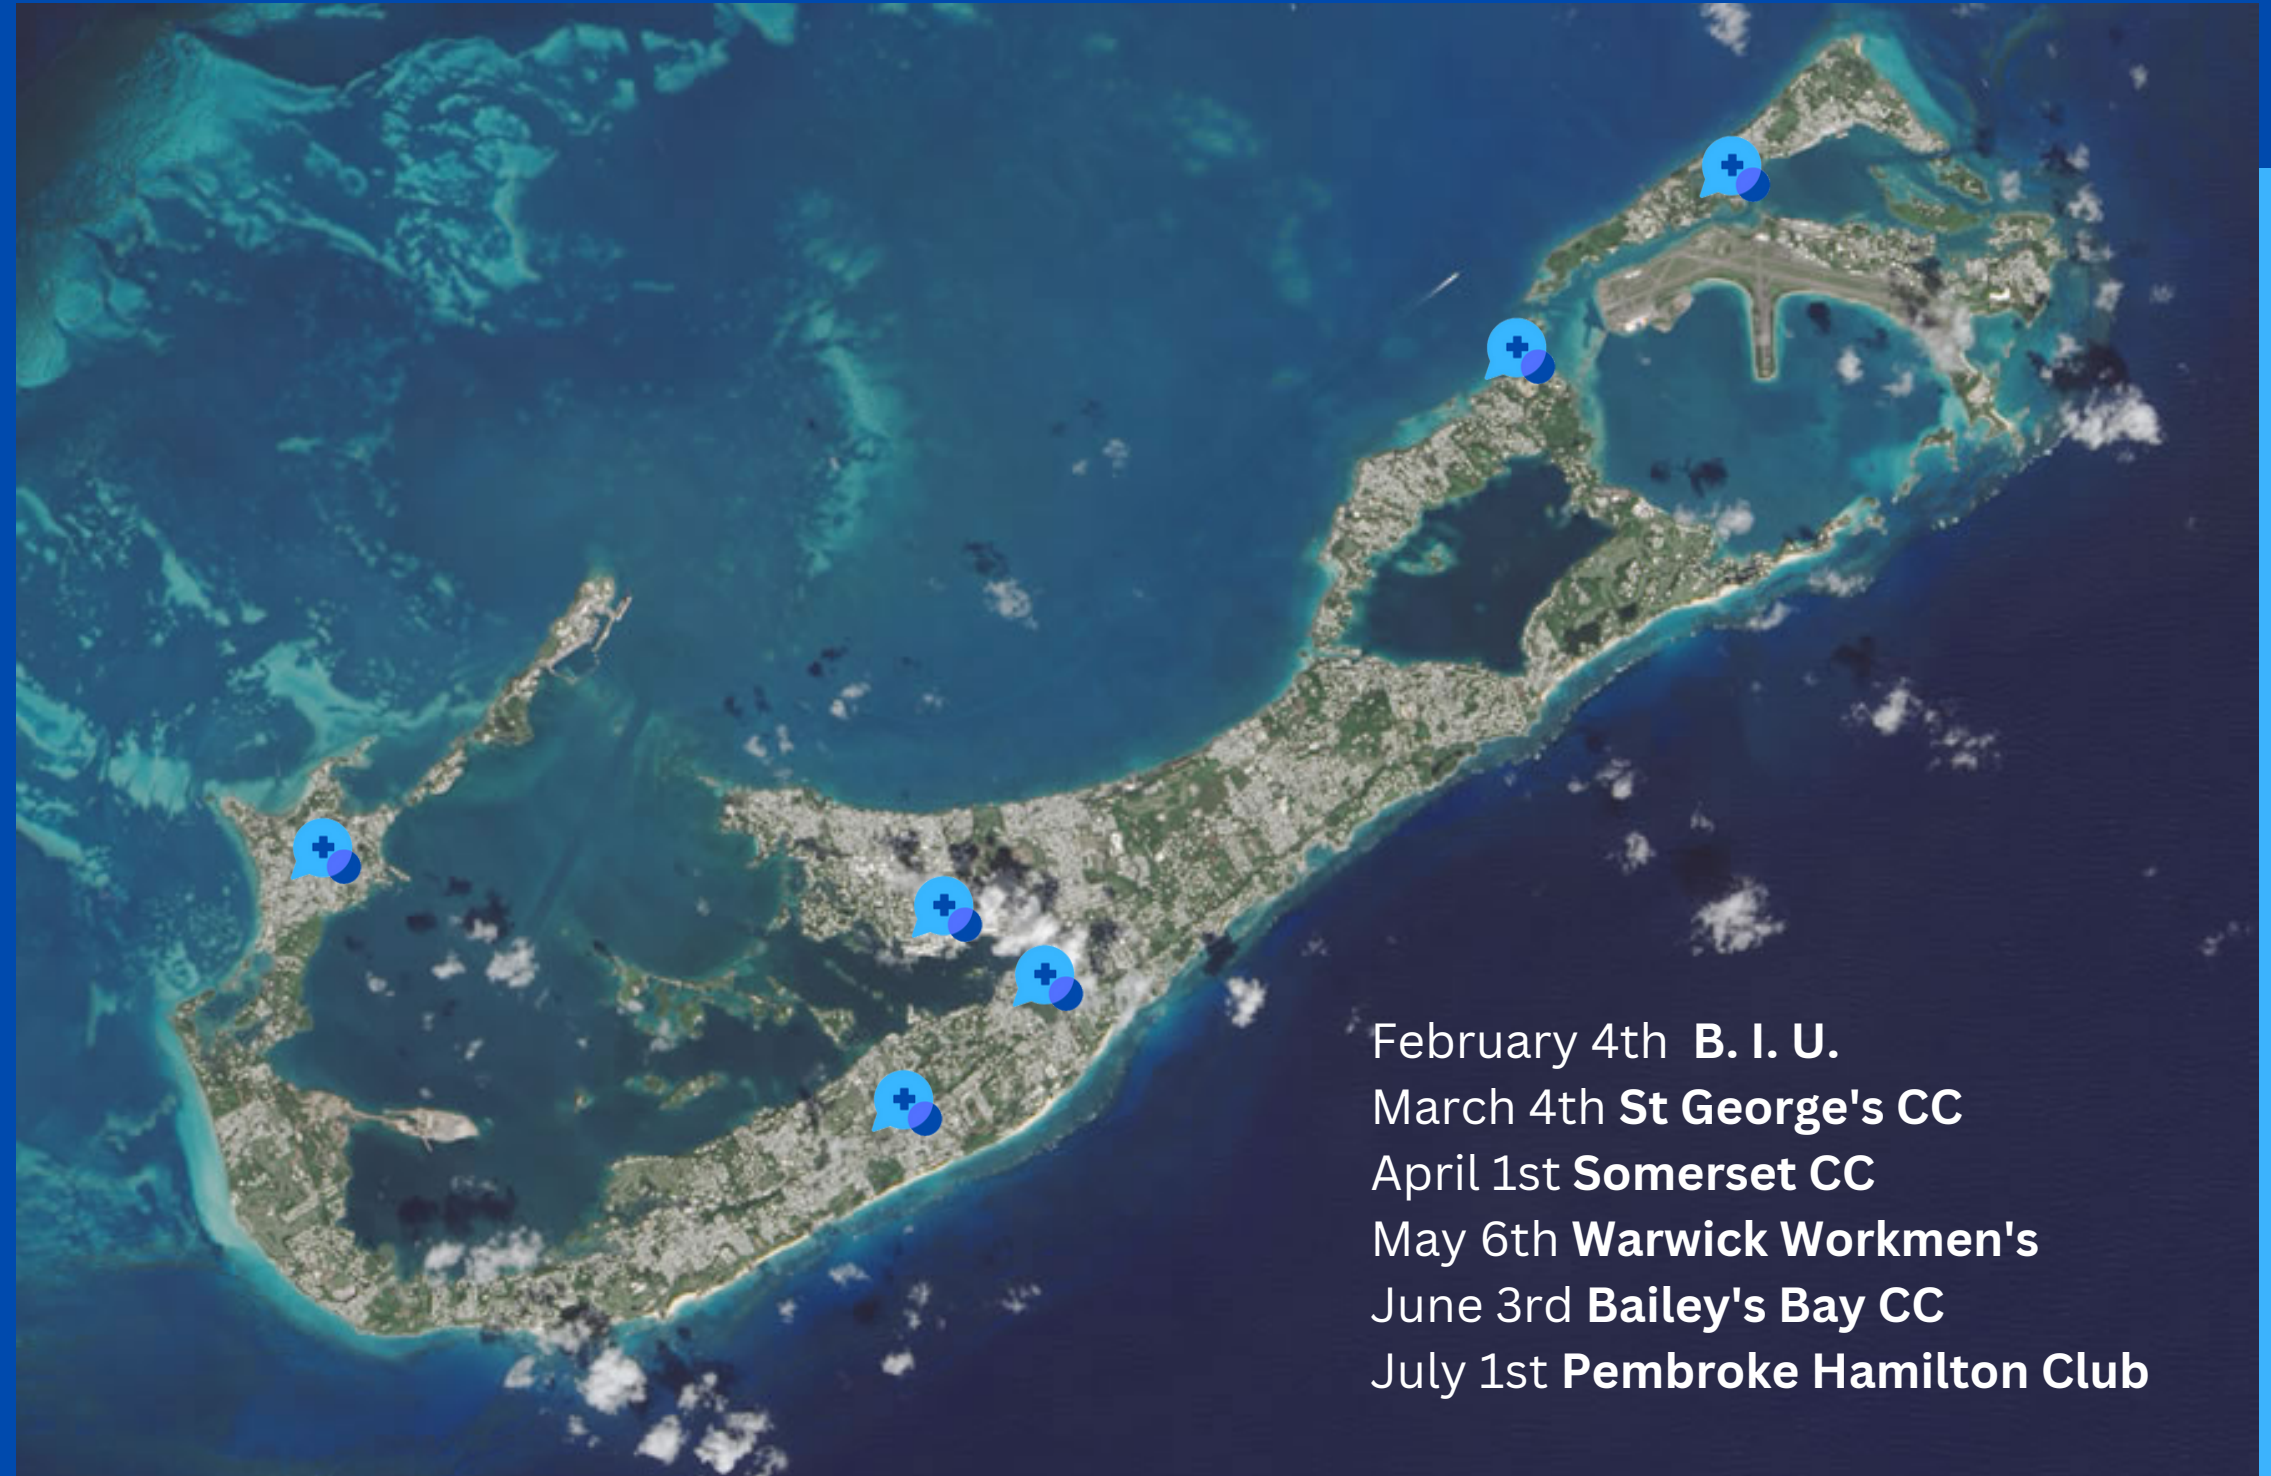 February 4th B. I. U.
March 4th St George's CC
April 1st Somerset CC
May 6th Warwick Workmen's
June 3rd Bailey's Bay CC
July 1st Pembroke Hamilton Club